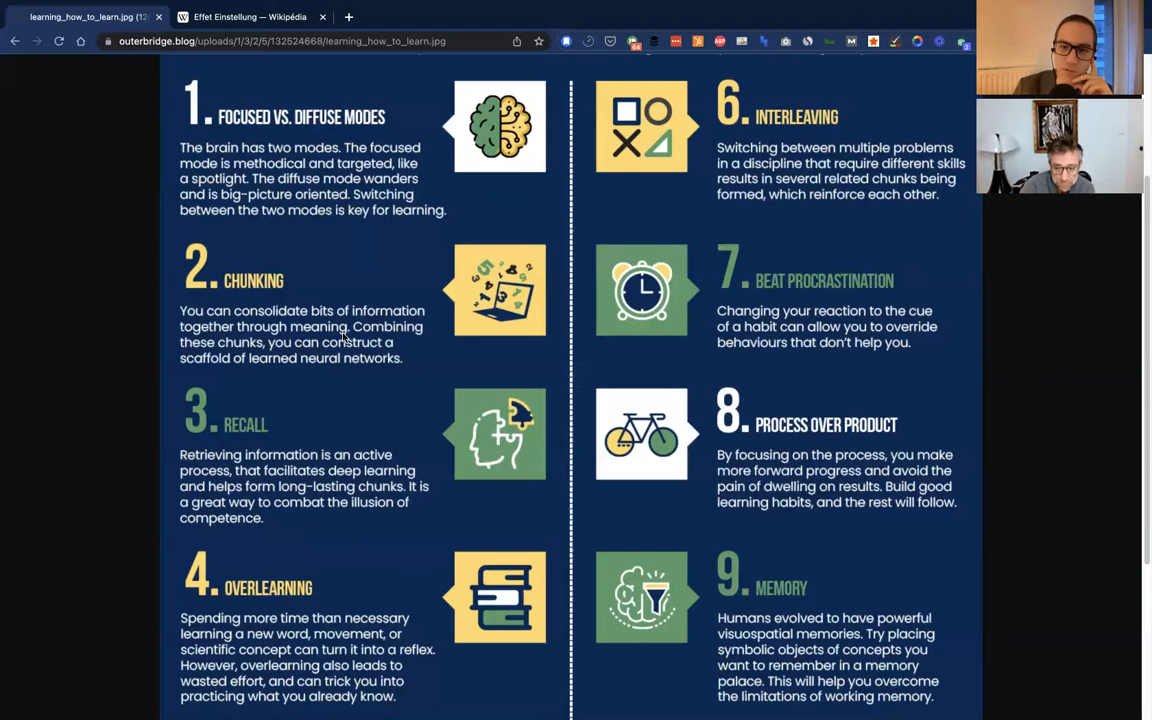 learning_how_to_learn.jpg (12
Effet Einstellung — Wikipédia
outerbridge.blog/uploads/1/3/2/5/132524668/learning_how_to_learn.jpg
64
ABP
M
2
1. FOCUSED VS. DIFFUSE MODES
The brain has two modes. The focused
mode is methodical and targeted, like
a spotlight. The diffuse mode wanders
and is big-picture oriented. Switching
between the two modes is key for learning.
2. CHUNKING
You can consolidate bits of information
together through meaning. Combining
these chunks, you can construct a
scaffold of learned neural networks.
3. RECALL
Retrieving information is an active
process, that facilitates deep learning
and helps form long-lasting chunks. It is
a great way to combat the illusion of
competence.
4. OVERLEARNING
Spending more time than necessary
learning a new word, movement, or
scientific concept can turn it into a reflex.
However, overlearning also leads to
wasted effort, and can trick you into
practicing what you already know.
6. INTERLEAVING
Switching between multiple problems
in a discipline that require different skills
results in several related chunks being
formed, which reinforce each other.
7. BEAT PROCRASTINATION
Changing your reaction to the cue
of a habit can allow you to override
behaviours that don't help you.
8. PROCESS OVER PRODUCT
By focusing on the process, you make
more forward progress and avoid the
pain of dwelling on results. Build good
learning habits, and the rest will follow.
9. MEMORY
Humans evolved to have powerful
visuospatial memories. Try placing
symbolic objects of concepts you
want to remember in a memory
palace. This will help you overcome
the limitations of working memory.